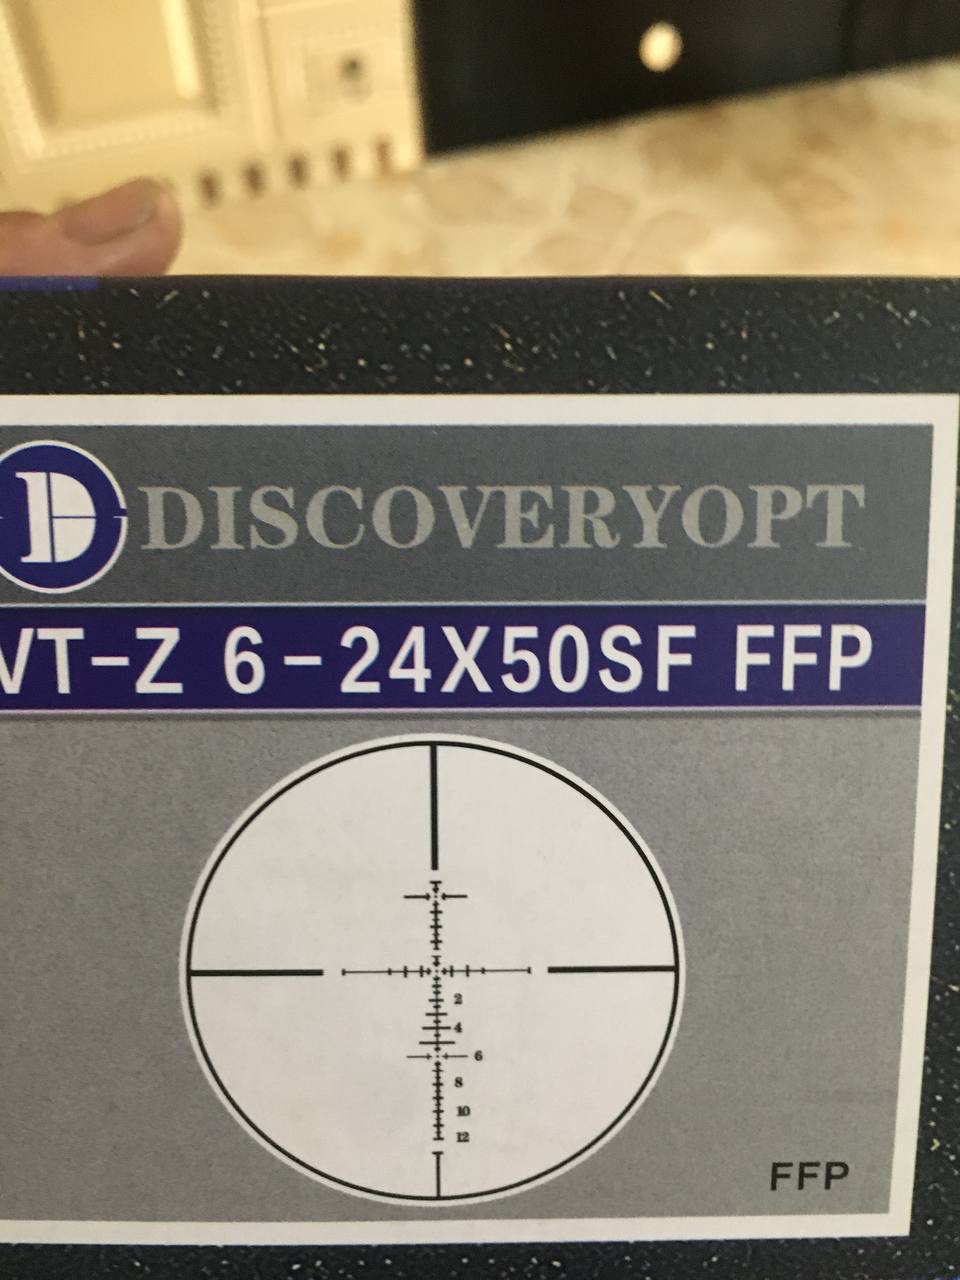 D DISCOVERYOPT
VT-Z 6-24X50SF FFP
2
4
6
8
10
12
FFP